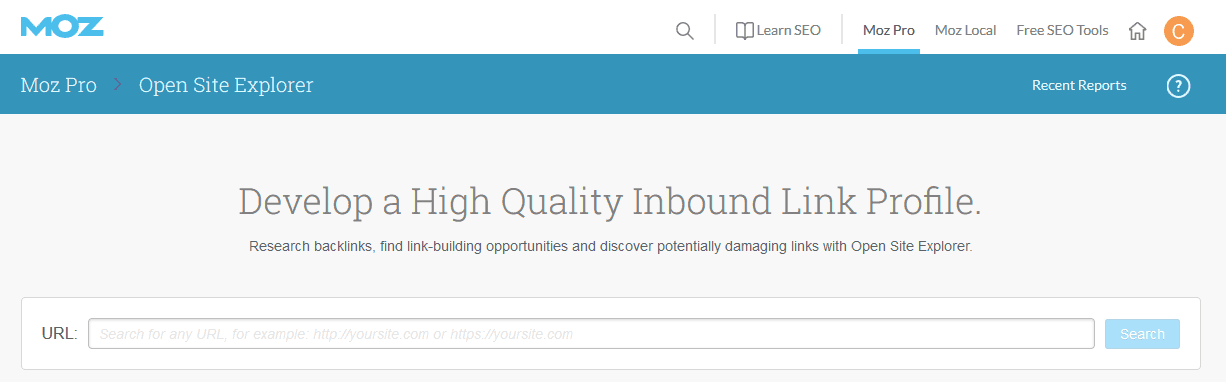 MOZ
Learn SEO
Moz Pro
Moz Local
Free SEO Tools
C
Moz Pro > Open Site Explorer
Recent Reports
?
Develop a High Quality Inbound Link Profile.
Research backlinks, find link-building opportunities and discover potentially damaging links with Open Site Explorer.
URL:
Search for any URL, for example: http://yoursite.com or https://yoursite.com
Search